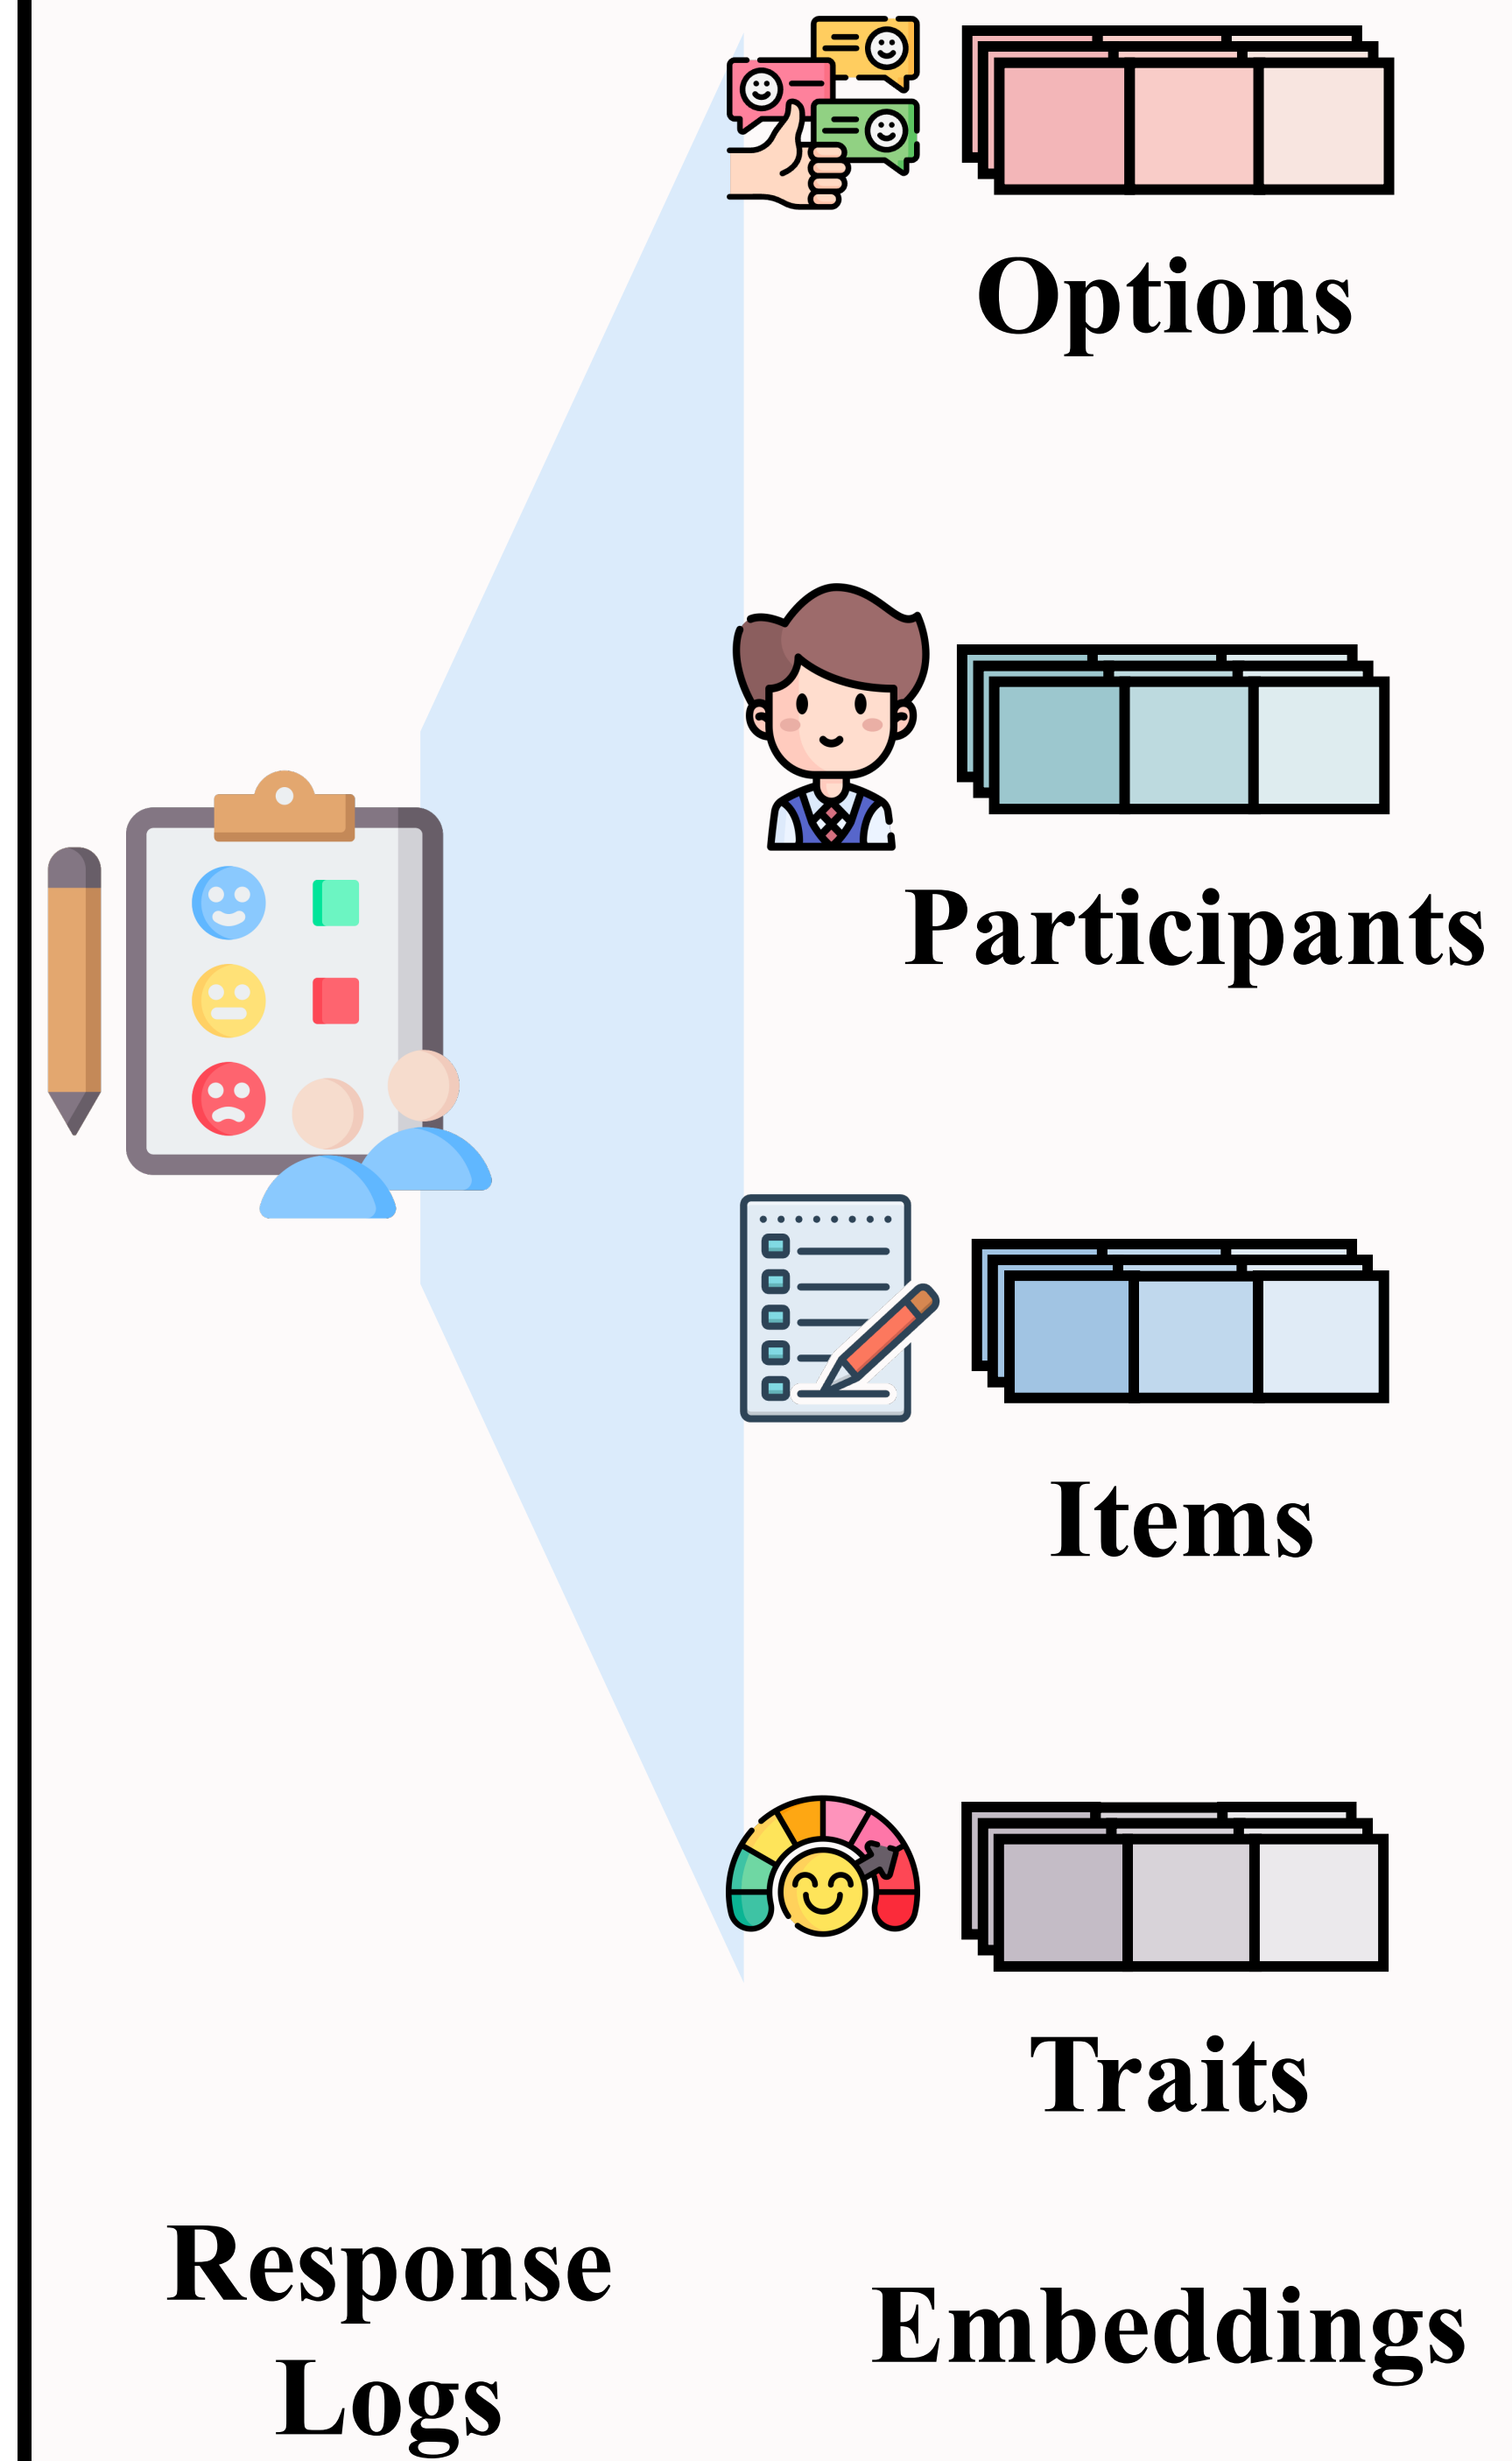 Options
Participants
Items
Traits
Response
Logs
Embeddings